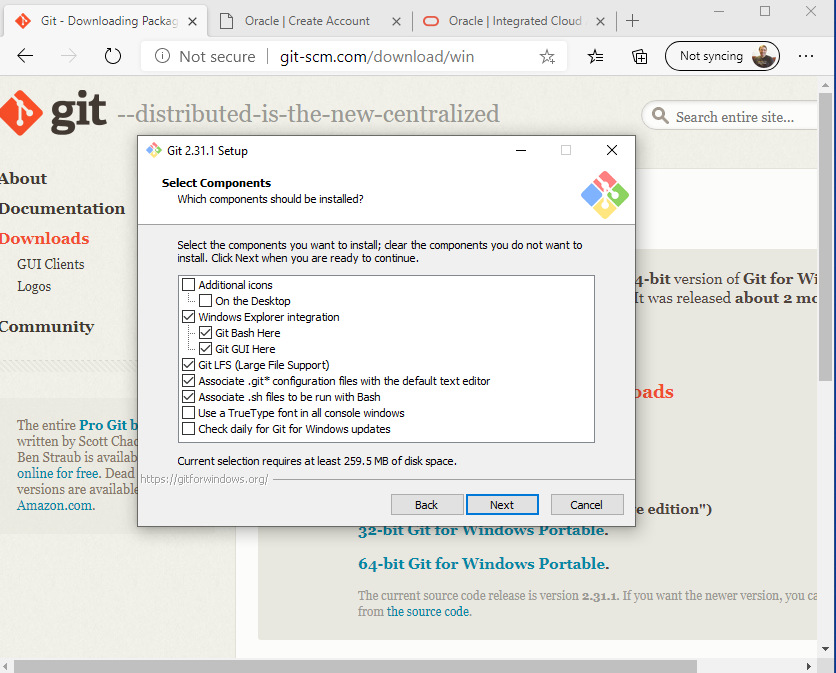 Git - Downloading Packag
Oracle | Create Account
Oracle | Integrated Cloud
Not secure
git-scm.com/download/win
Not syncing
git --distributed-is-the-new-centralized
Search entire site...
About
Documentation
Downloads
GUI Clients
Logos
Community
The entire Pro Git b
written by Scott Chac
Ben Straub is availab
online for free. Dead
versions are available
Amazon.com.
Git 2.31.1 Setup
Select Components
Which components should be installed?
Select the components you want to install; clear the components you do not want to
install. Click Next when you are ready to continue.
Additional icons
On the Desktop
Windows Explorer integration
Git Bash Here
Git GUI Here
Git LFS (Large File Support)
Associate .git* configuration files with the default text editor
Associate .sh files to be run with Bash
Use a TrueType font in all console windows
Check daily for Git for Windows updates
Current selection requires at least 259.5 MB of disk space.
https://gitforwindows.org/
Back
Next
Cancel
4-bit version of Git for Wi
It was released about 2 mo
oads
e edition")
32-bit Git for Windows Portable.
64-bit Git for Windows Portable.
The current source code release is version 2.31.1. If you want the newer version, you ca
from the source code.